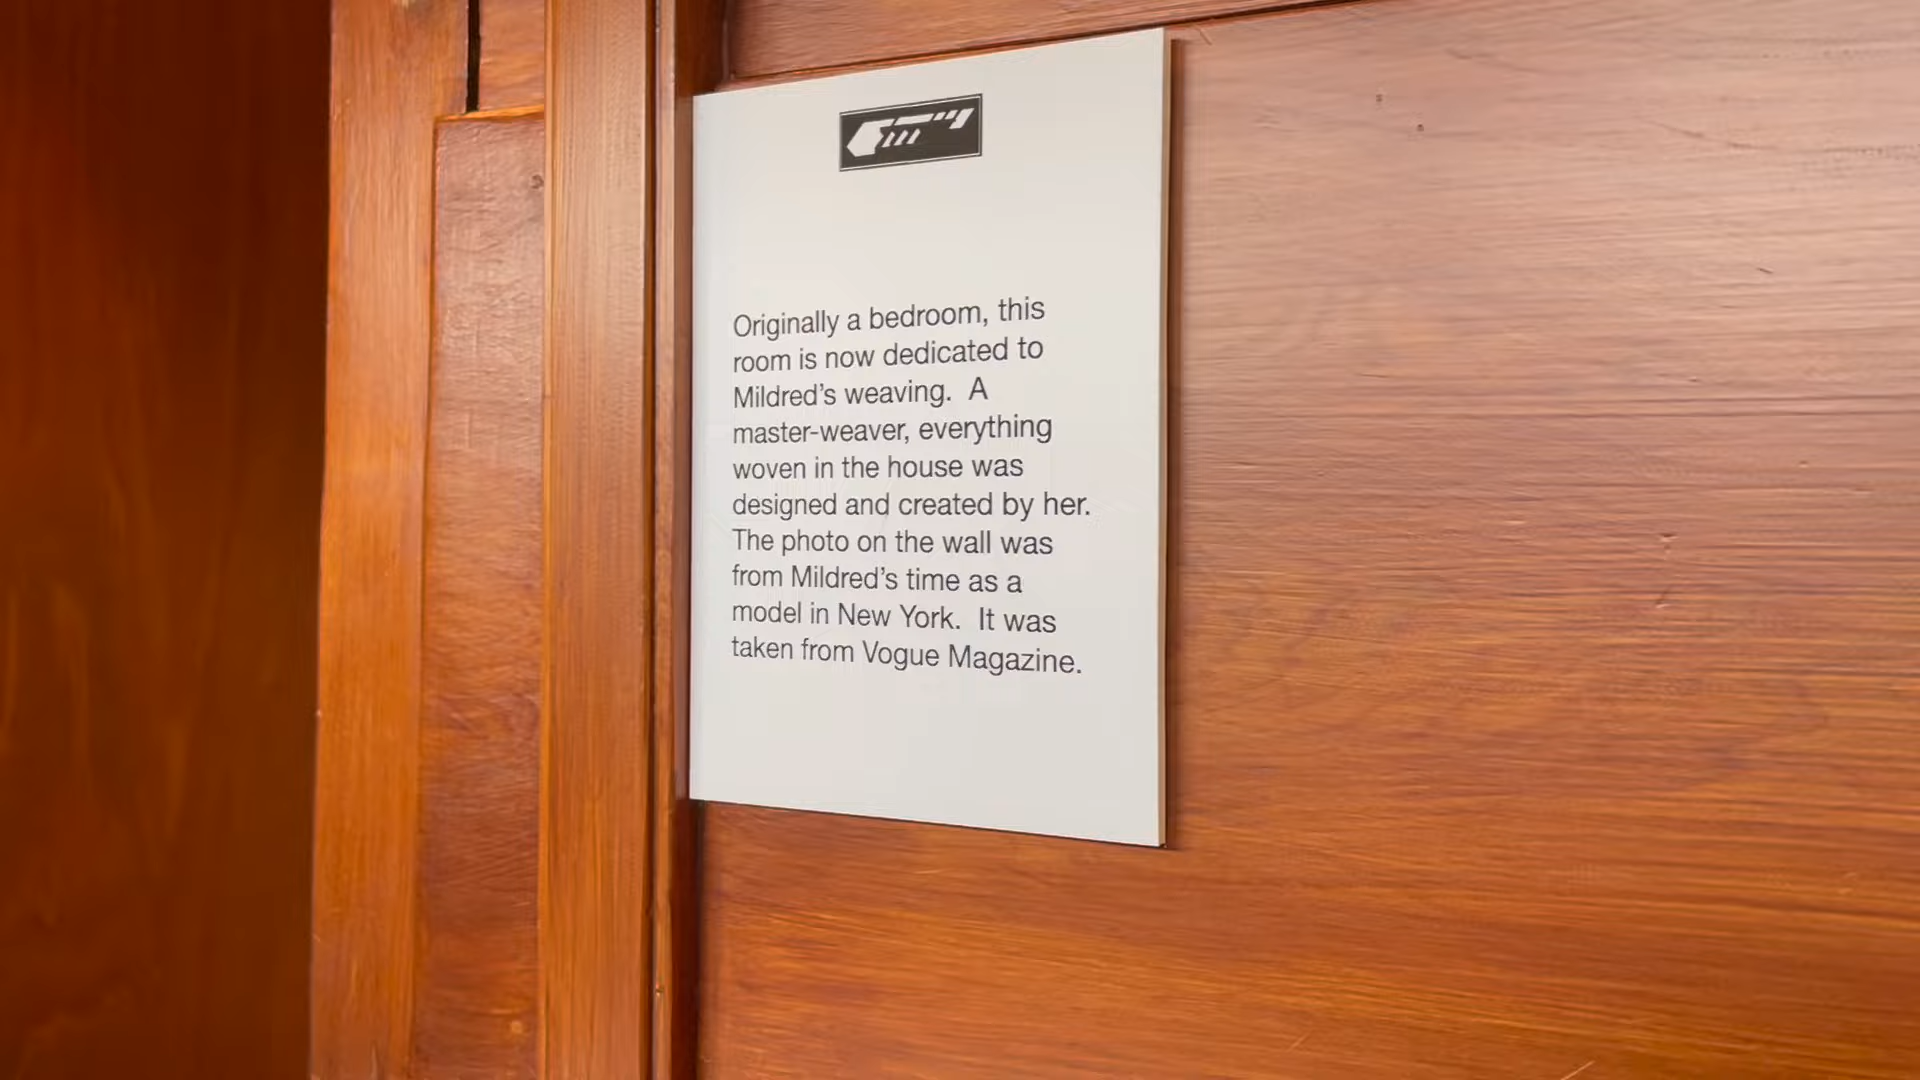 Originally a bedroom, this
room is now dedicated to
Mildred's weaving.  A
master-weaver, everything
woven in the house was
designed and created by her.
The photo on the wall was
from Mildred's time as a
model in New York.  It was
taken from Vogue Magazine.